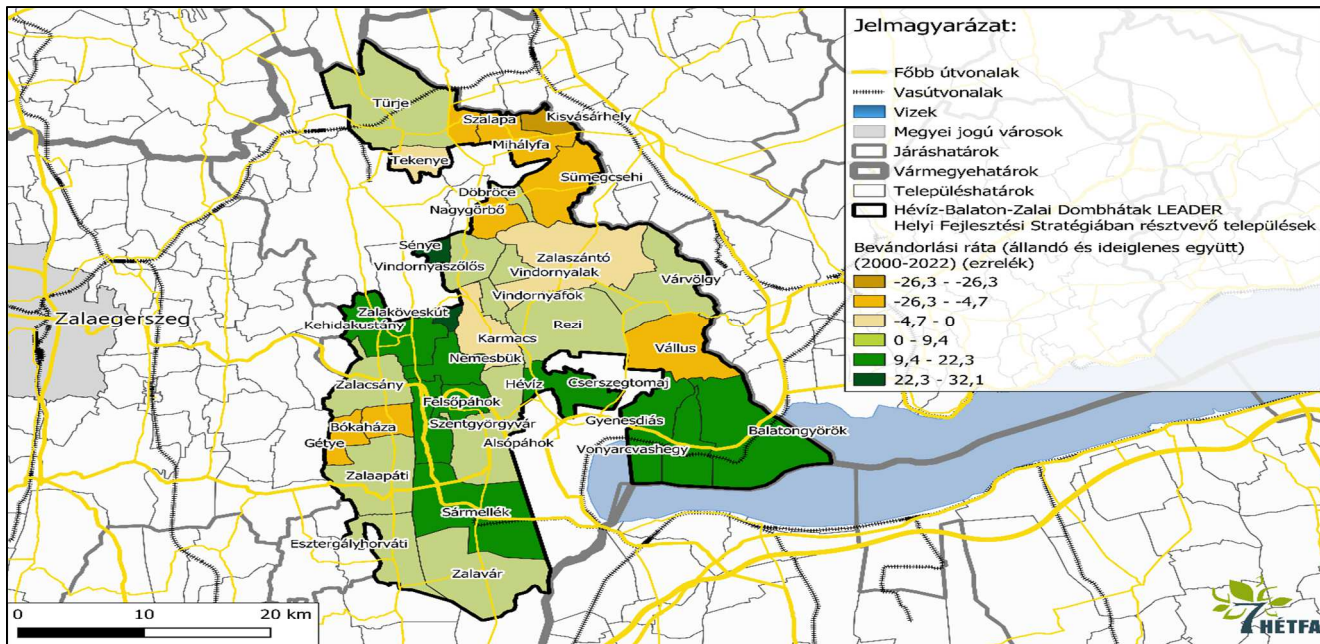 Jelmagyarázat:
Főbb útvonalak
Vasútvonalak
Vizek
Megyei jogú városok
Járáshatárok
Vármegyehatárok
Településhatárok
Hévíz-Balaton-Zalai Dombhátak LEADER
Helyi Fejlesztési Stratégiában résztvevő települések
Bevándorlási ráta (állandó és ideiglenes együtt)
(2000-2022) (ezrelék)
-26,3 - -26,3
-26,3 - -4,7
-4,7 - 0
0 - 9,4
9,4 - 22,3
22,3 - 32,1
Türje
Szalapa
Kisvásárhely
Mihályfa
Tekenye
Sümegcsehi
Döbröce
Nagygörbő
Sénye
Zalaszántó
Vindornyaszőlős
Vindornyalak
Várvölgy
Vindornyafok
Zalaköveskút
Zalaegerszeg
Kehidakustány
Rezi
Karmacs
Vállus
Nemesbük
Zalacsány
Hévíz
Cserszegtomaj
Felsőpáhok
Bókaháza
Szentgyörgyvár
Gyenesdiás
Balatongyörök
Gétye
Alsópáhok
Vonyarcvashegy
Zalaapáti
Sármellék
Esztergályhorváti
Zalavár
0 10 20 km
7
HÉTFA